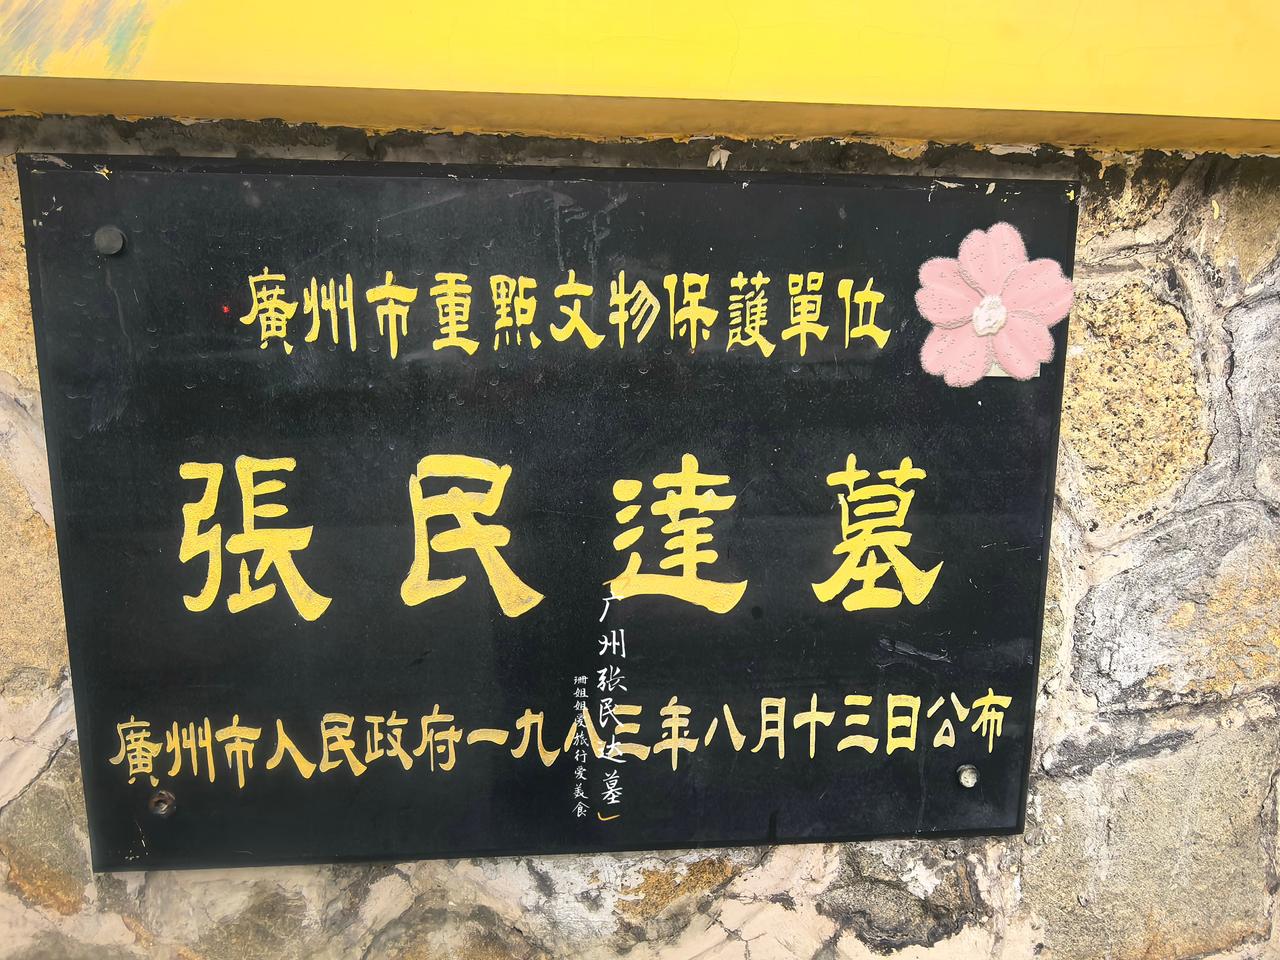 廣州市重點文物保護單位
張民達墓
廣州市人民政府一九八三年八月十三日公布
广州张民达墓」
珊姐姐爱旅行爱美食